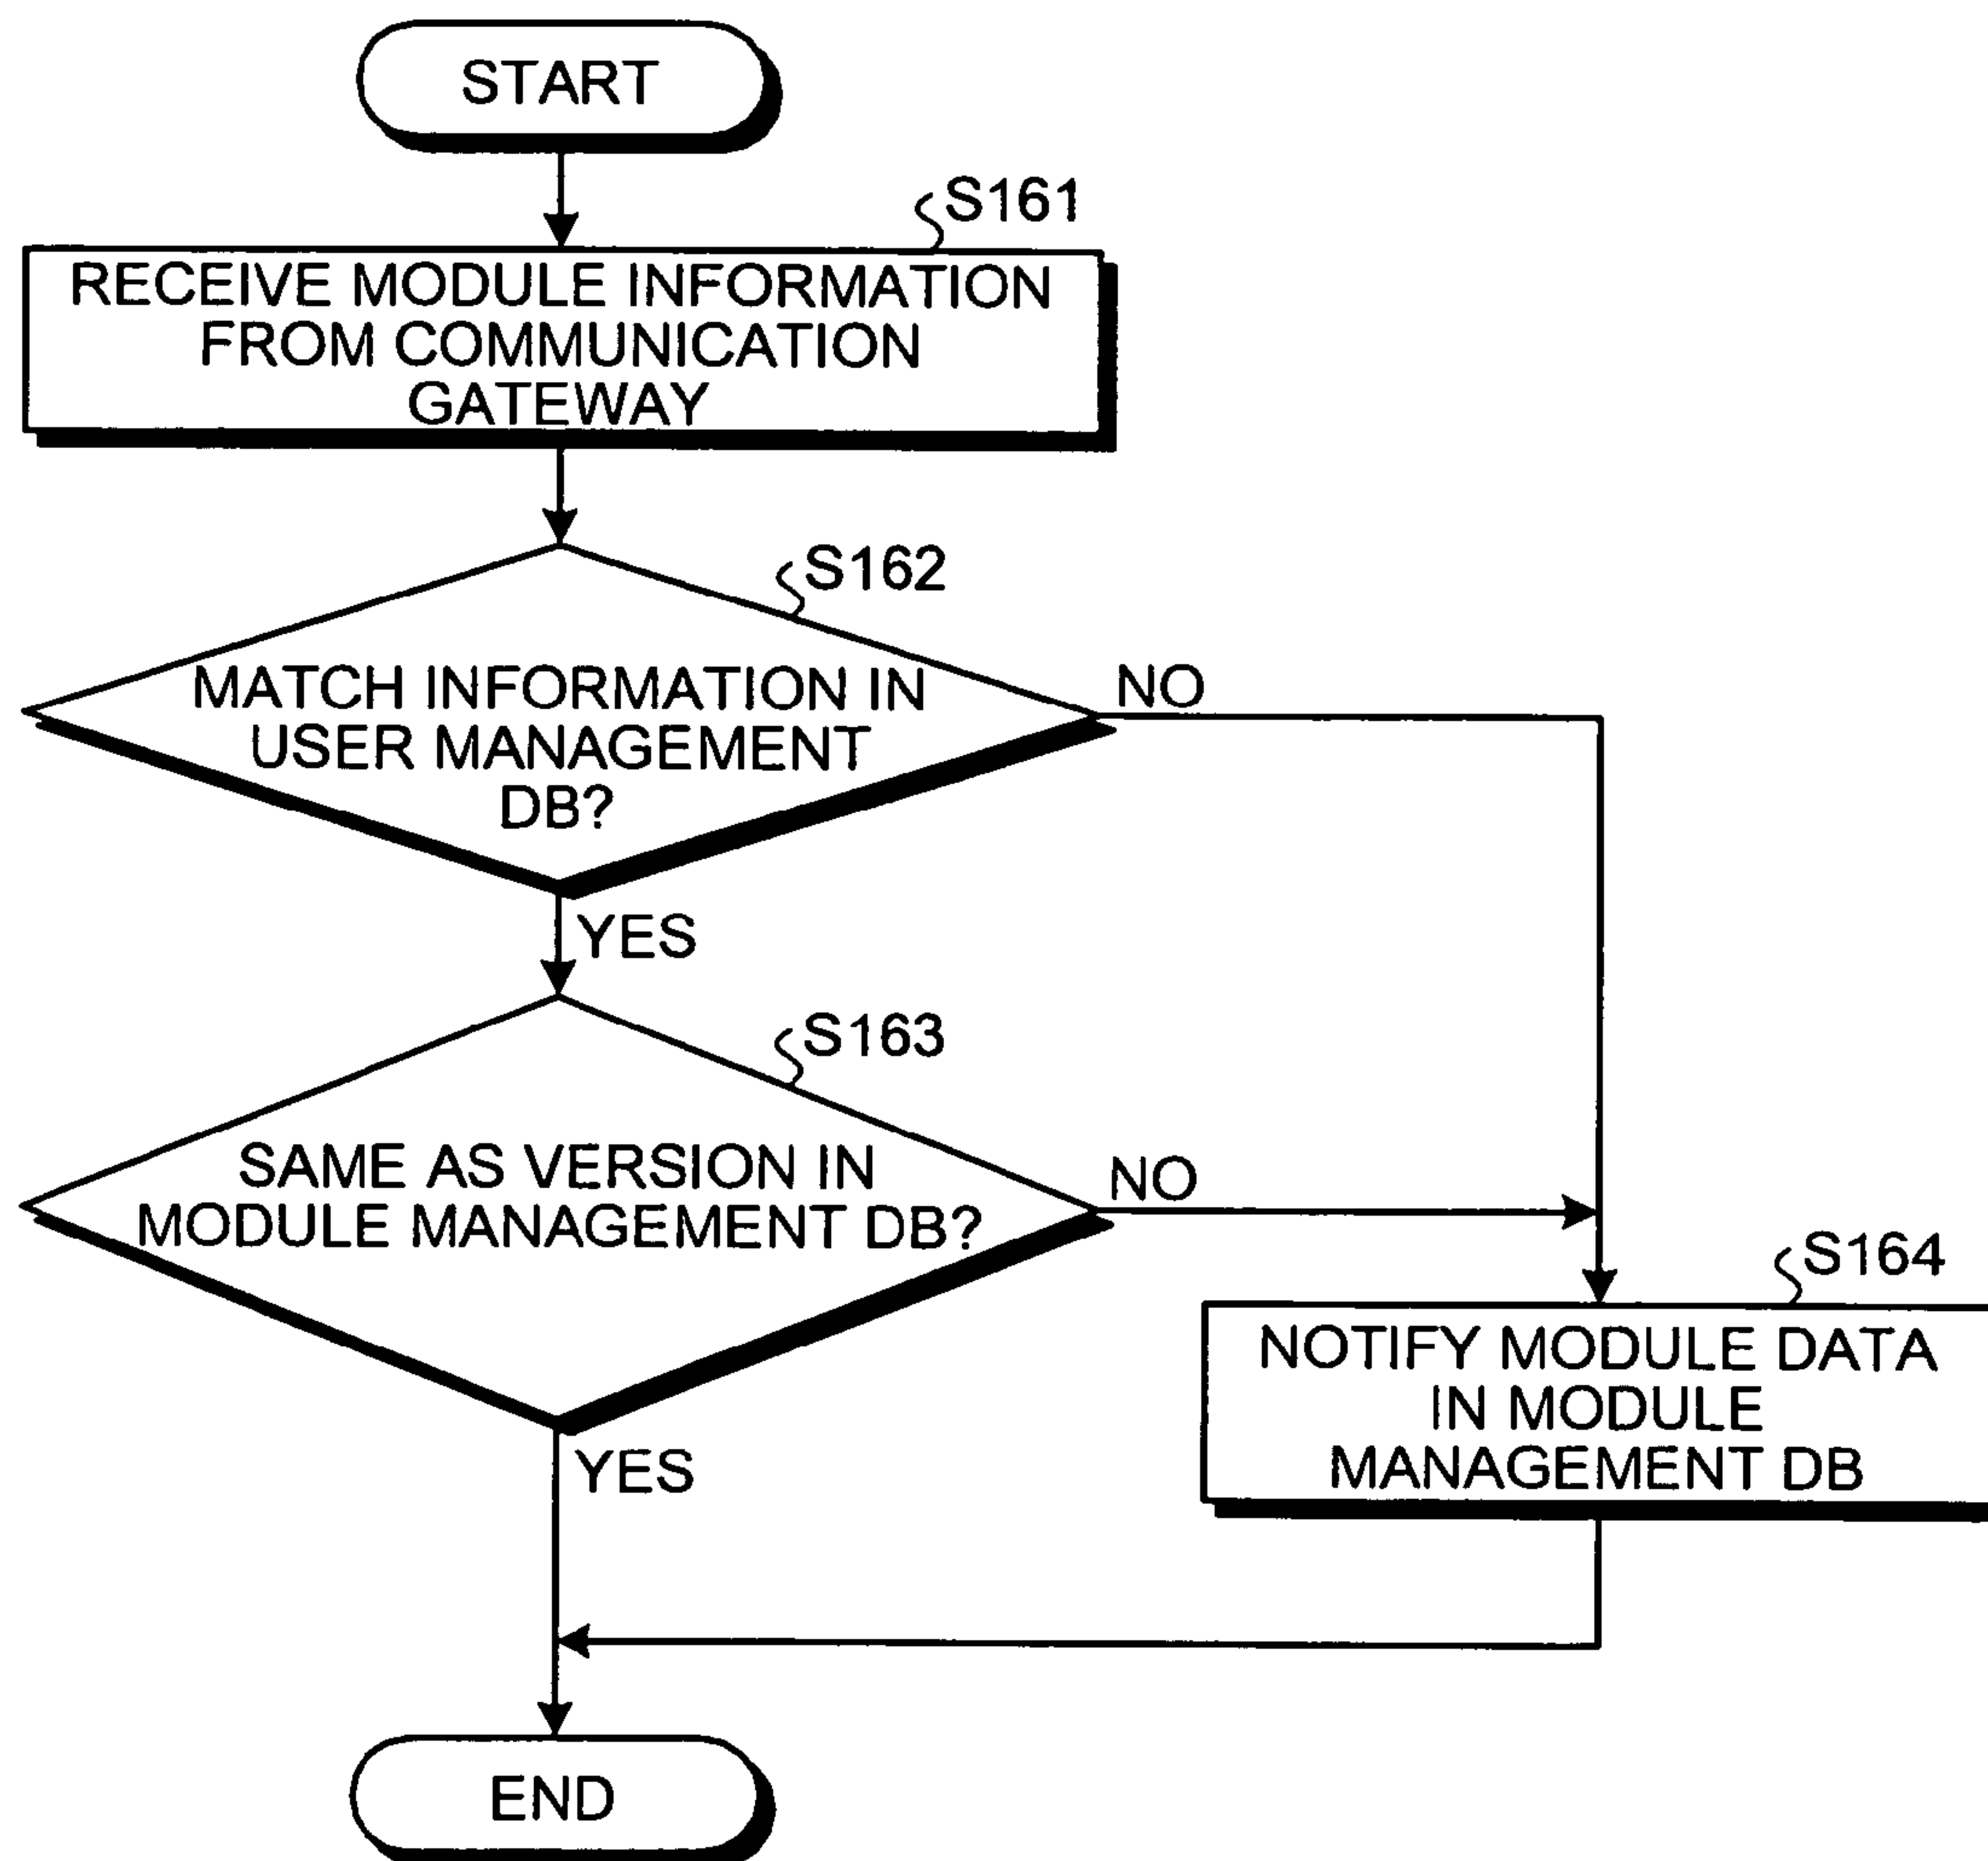 START
S161
RECEIVE MODULE INFORMATION
FROM COMMUNICATION
GATEWAY
S162
MATCH INFORMATION IN
USER MANAGEMENT
DB?
NO
YES
S163
SAME AS VERSION IN
MODULE MANAGEMENT DB?
NO
YES
S164
NOTIFY MODULE DATA
IN MODULE
MANAGEMENT DB
END